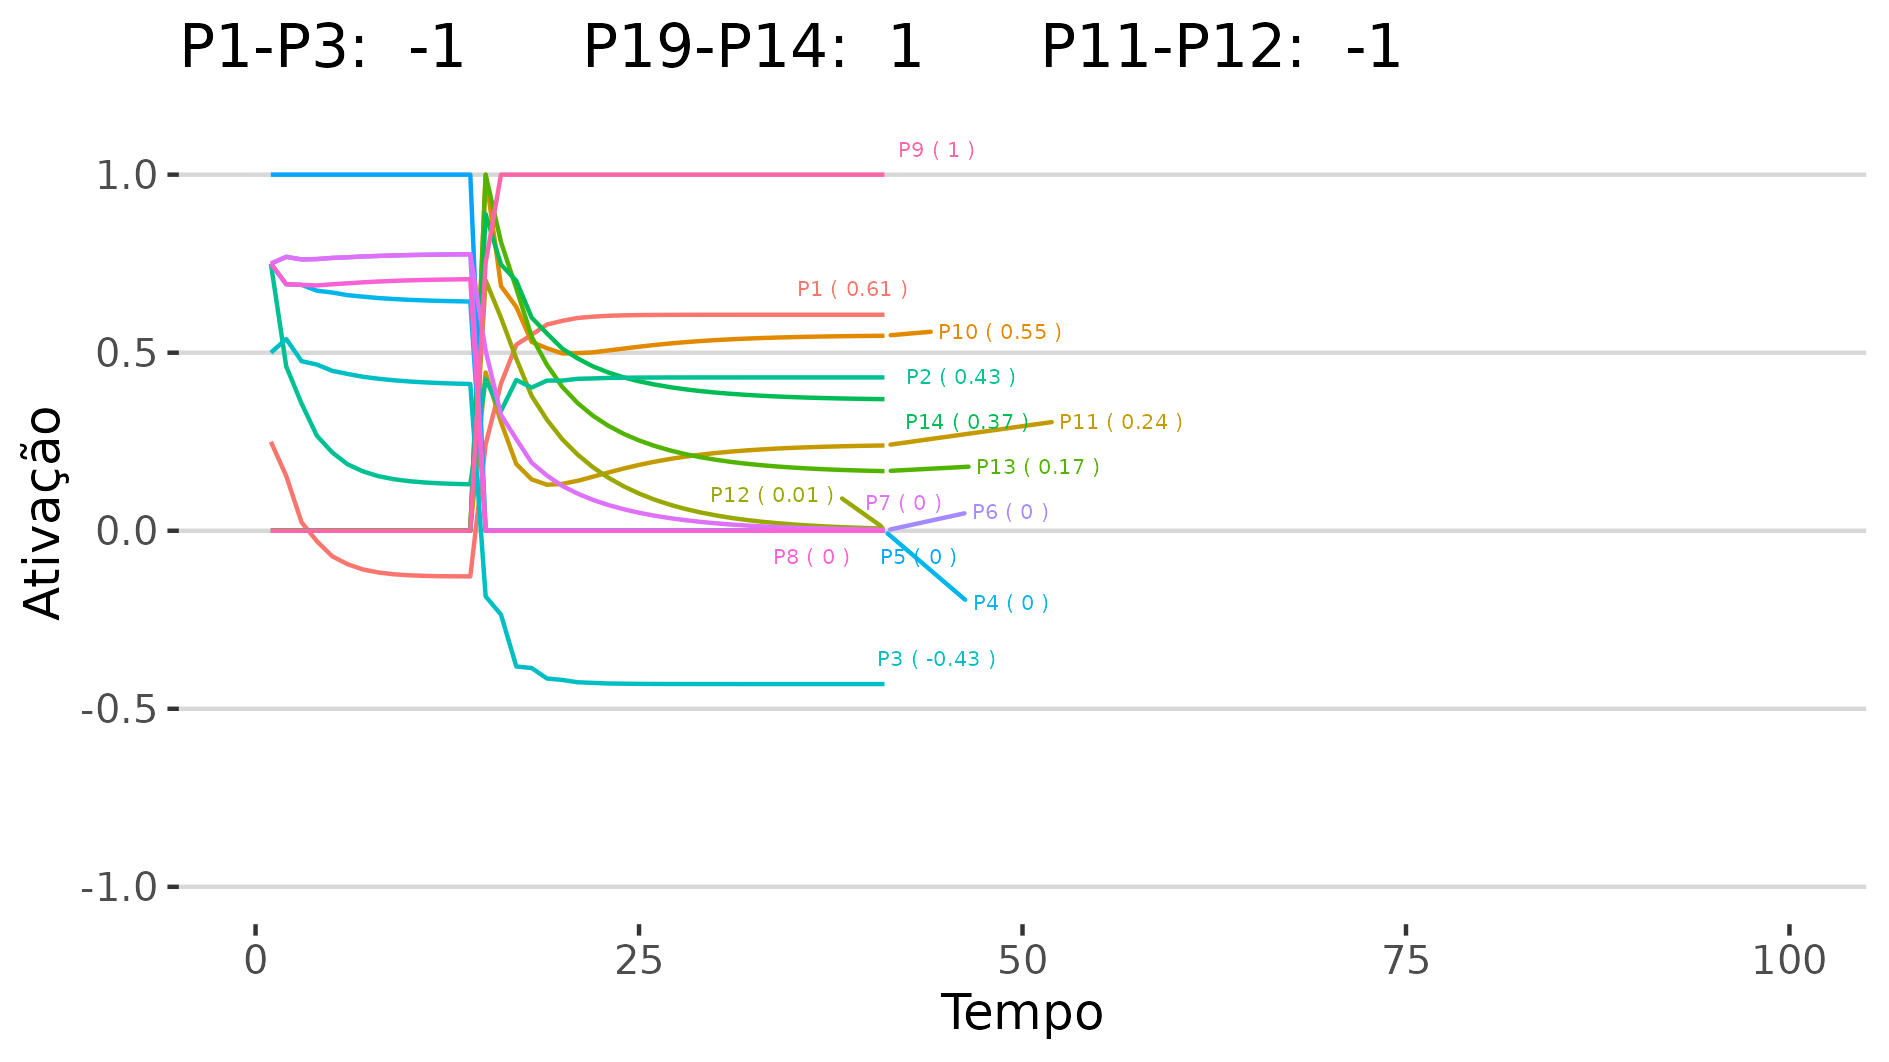 P1-P3:  -1  P19-P14:  1  P11-P12:  -1
Ativação
1.0
0.5
0.0
-0.5
-1.0
P9 ( 1 )
P1 ( 0.61 )
P10 ( 0.55 )
P2 ( 0.43 )
P14 ( 0.37 )
P11 ( 0.24 )
P13 ( 0.17 )
P12 ( 0.01 )
P7 ( 0 )
P6 ( 0 )
P8 ( 0 )
P5 ( 0 )
P4 ( 0 )
P3 ( -0.43 )
0 25 50 75 100
Tempo